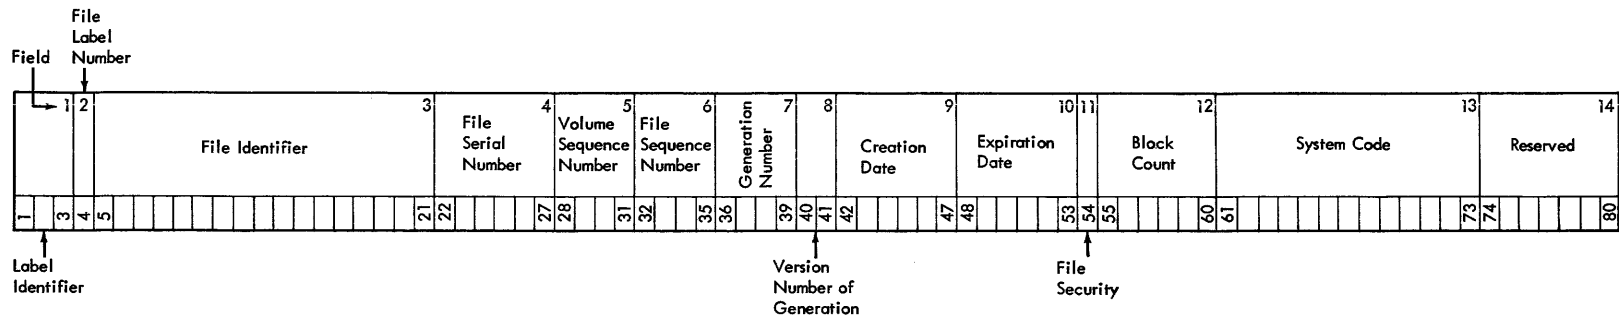 File
Label
Number
Field
1 2 3 4 5 6 7 8 9 10 11 12 13 14
File Identifier
File
Serial
Number
Volume
Sequence
Number
File
Sequence
Number
Generation
Number
Creation
Date
Expiration
Date
Block
Count
System Code
Reserved
1 3 4 5 21 22 27 28 31 32 35 36 39 40 41 42 47 48 53 54 55 60 61 73 74 80
Label
Identifier
Version
Number of
Generation
File
Security